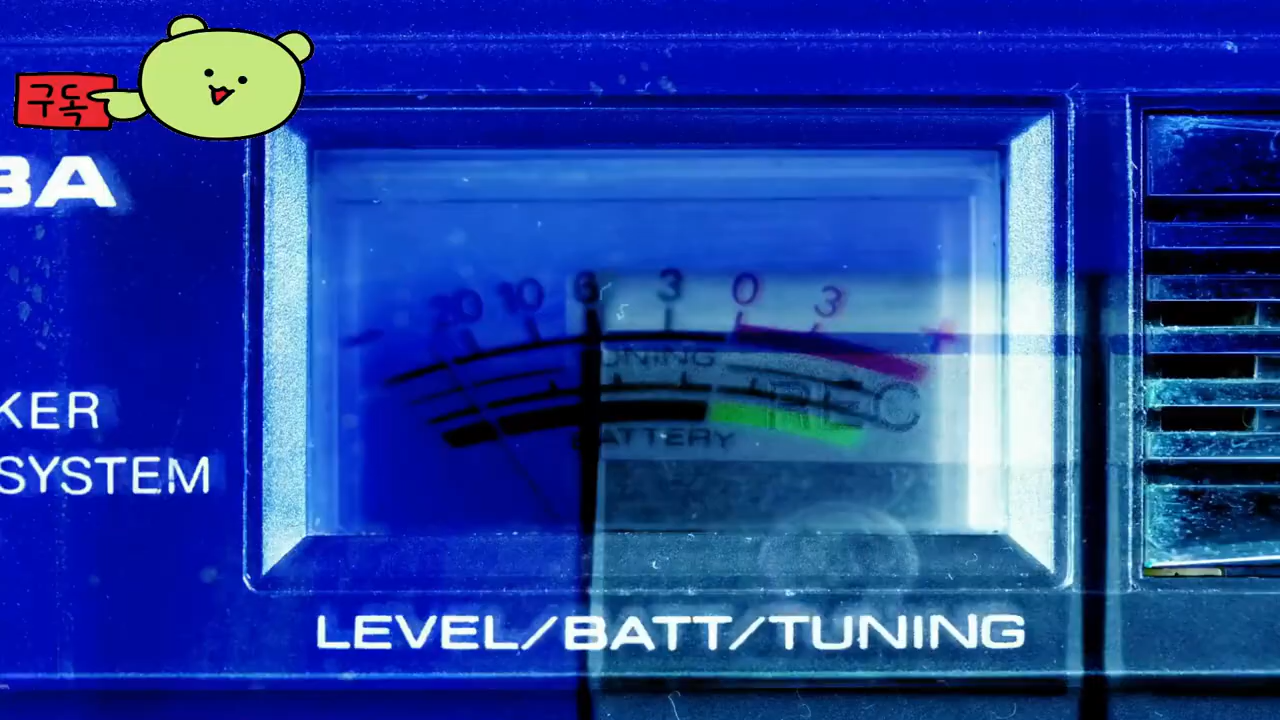 구독
BA
20 10 6 3 0 3 +
TUNING
REC
BATTERY
KER
SYSTEM
LEVEL/BATT/TUNING